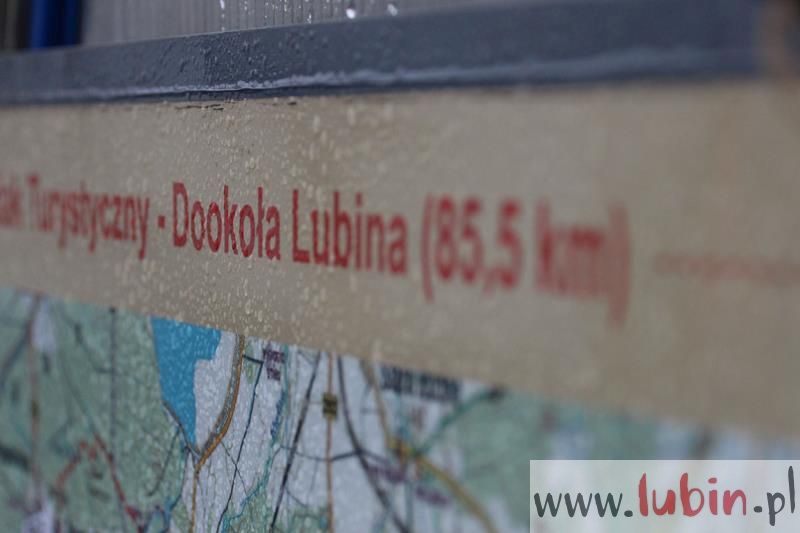 Turystyczny - Dookoła Lubina (85,5 km)
www.lubin.pl